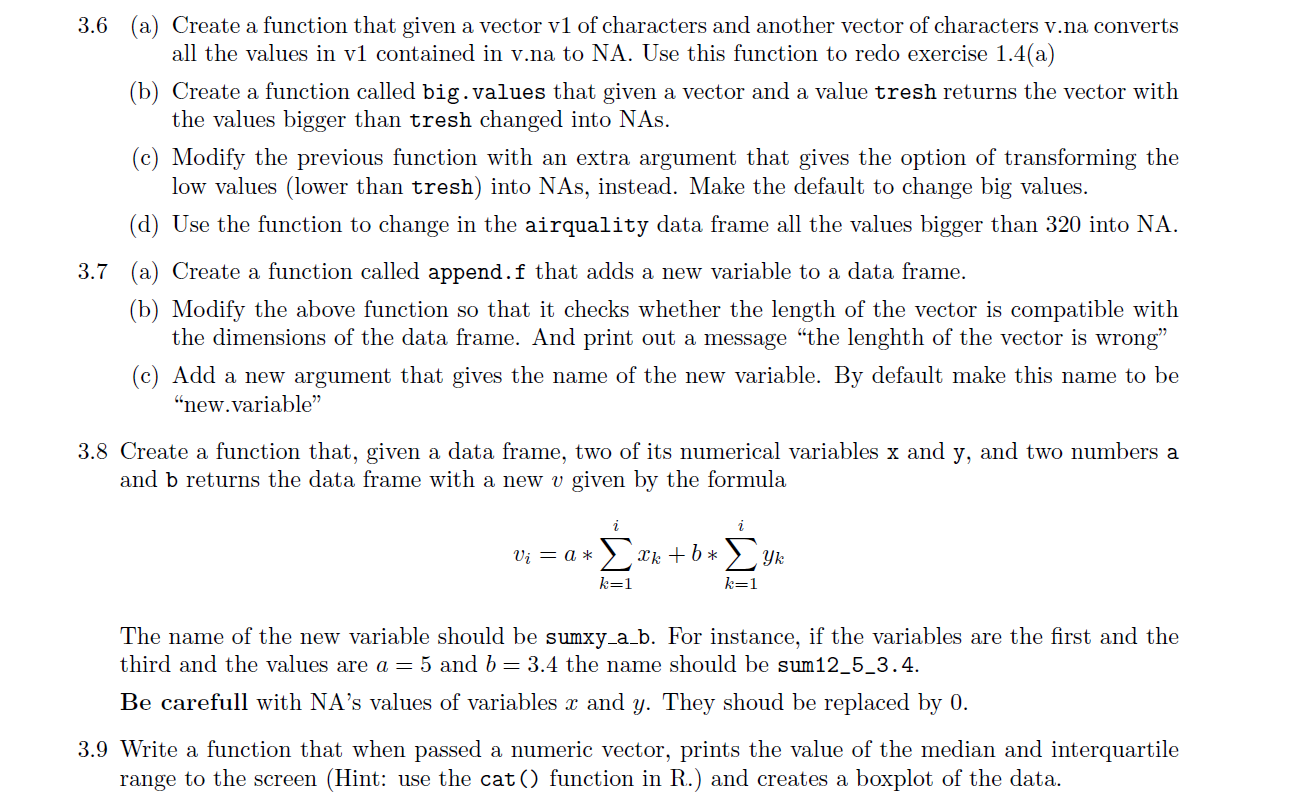 3.6 (a) Create a function that given a vector v1 of characters and another vector of characters v.na converts
all the values in v1 contained in v.na to NA. Use this function to redo exercise 1.4(a)
(b) Create a function called big.values that given a vector and a value tresh returns the vector with
the values bigger than tresh changed into NAs.
(c) Modify the previous function with an extra argument that gives the option of transforming the
low values (lower than tresh) into NAs, instead. Make the default to change big values.
(d) Use the function to change in the airquality data frame all the values bigger than 320 into NA.
3.7 (a) Create a function called append.f that adds a new variable to a data frame.
(b) Modify the above function so that it checks whether the length of the vector is compatible with
the dimensions of the data frame. And print out a message “the lenghth of the vector is wrong”
(c) Add a new argument that gives the name of the new variable. By default make this name to be
“new.variable”
3.8 Create a function that, given a data frame, two of its numerical variables x and y, and two numbers a
and b returns the data frame with a new v given by the formula
v_i = a * \sum_{k=1}^{i} x_k + b * \sum_{k=1}^{i} y_k
The name of the new variable should be sumxy_a_b. For instance, if the variables are the first and the
third and the values are a = 5 and b = 3.4 the name should be sum12_5_3.4.
Be carefull with NA’s values of variables x and y. They shoud be replaced by 0.
3.9 Write a function that when passed a numeric vector, prints the value of the median and interquartile
range to the screen (Hint: use the cat() function in R.) and creates a boxplot of the data.